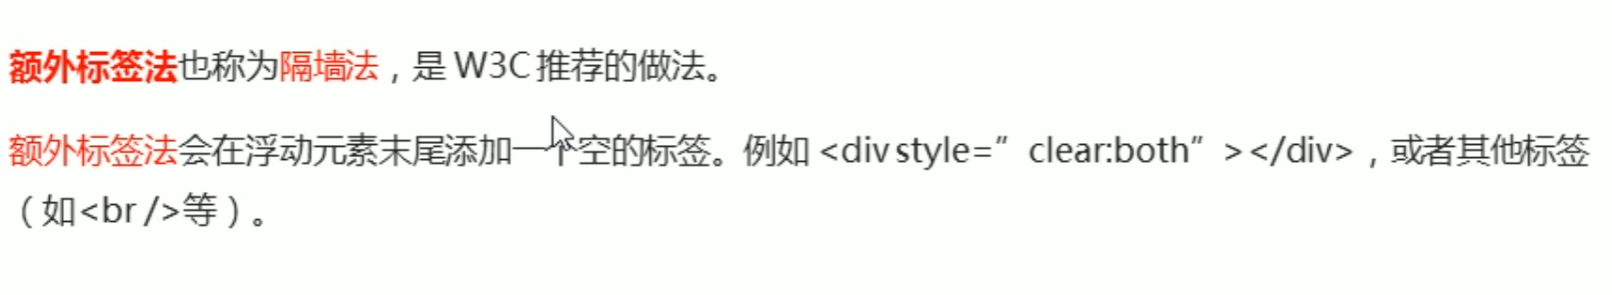 额外标签法也称为隔墙法，是 W3C 推荐的做法。
额外标签法会在浮动元素末尾添加一个空的标签。例如 <div style=”clear:both”></div>，或者其他标签
（如<br />等）。